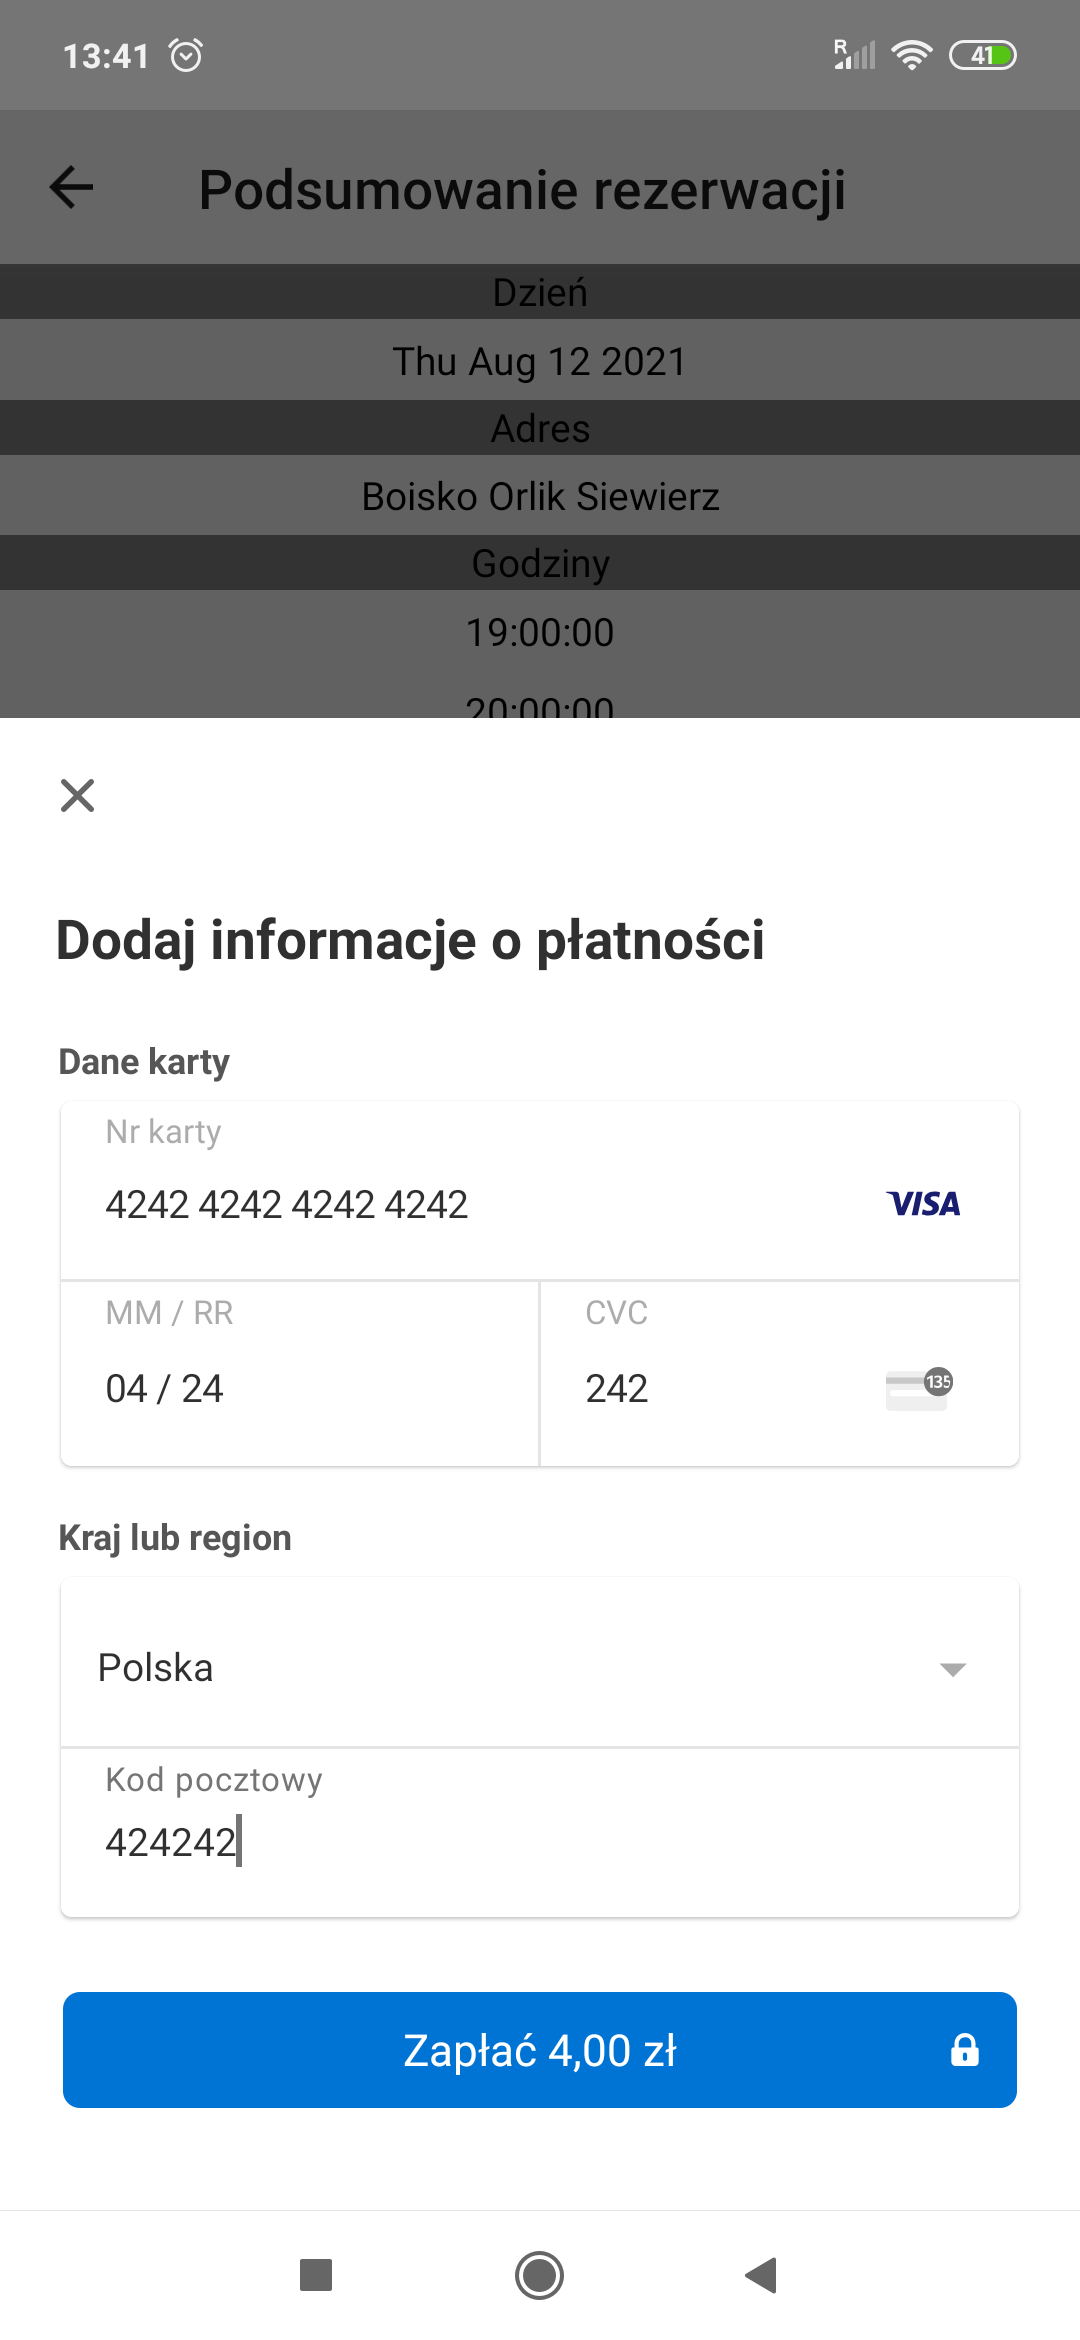 13:41
R
41
Podsumowanie rezerwacji
Dzień
Thu Aug 12 2021
Adres
Boisko Orlik Siewierz
Godziny
19:00:00
20:00:00
Dodaj informacje o płatności
Dane karty
Nr karty
4242 4242 4242 4242
VISA
MM / RR
CVC
04 / 24
242
135
Kraj lub region
Polska
Kod pocztowy
424242
Zapłać 4,00 zł